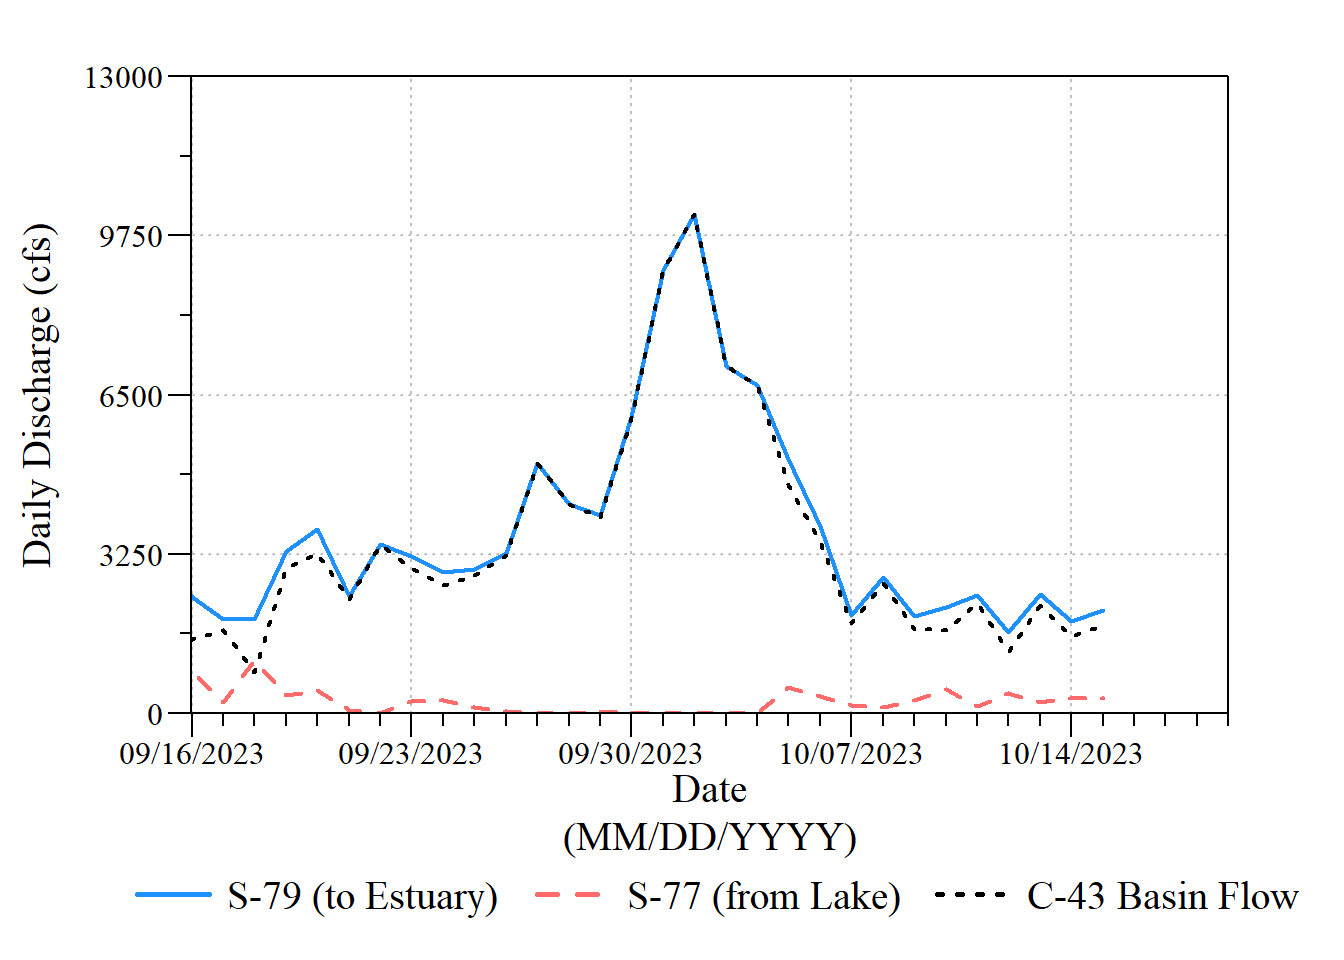 13000
9750
6500
3250
0
Daily Discharge (cfs)
09/16/2023 09/23/2023 09/30/2023 10/07/2023 10/14/2023
Date
(MM/DD/YYYY)
S-79 (to Estuary) S-77 (from Lake) C-43 Basin Flow